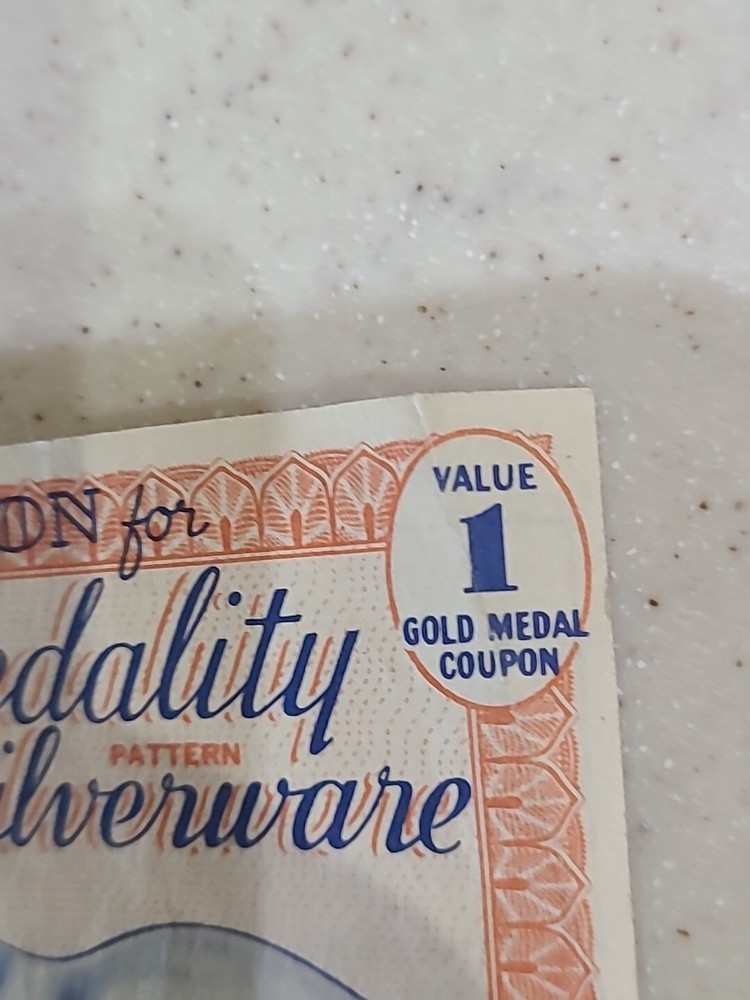 ON for
VALUE
1
GOLD MEDAL
COUPON
dality
PATTERN
ilverware